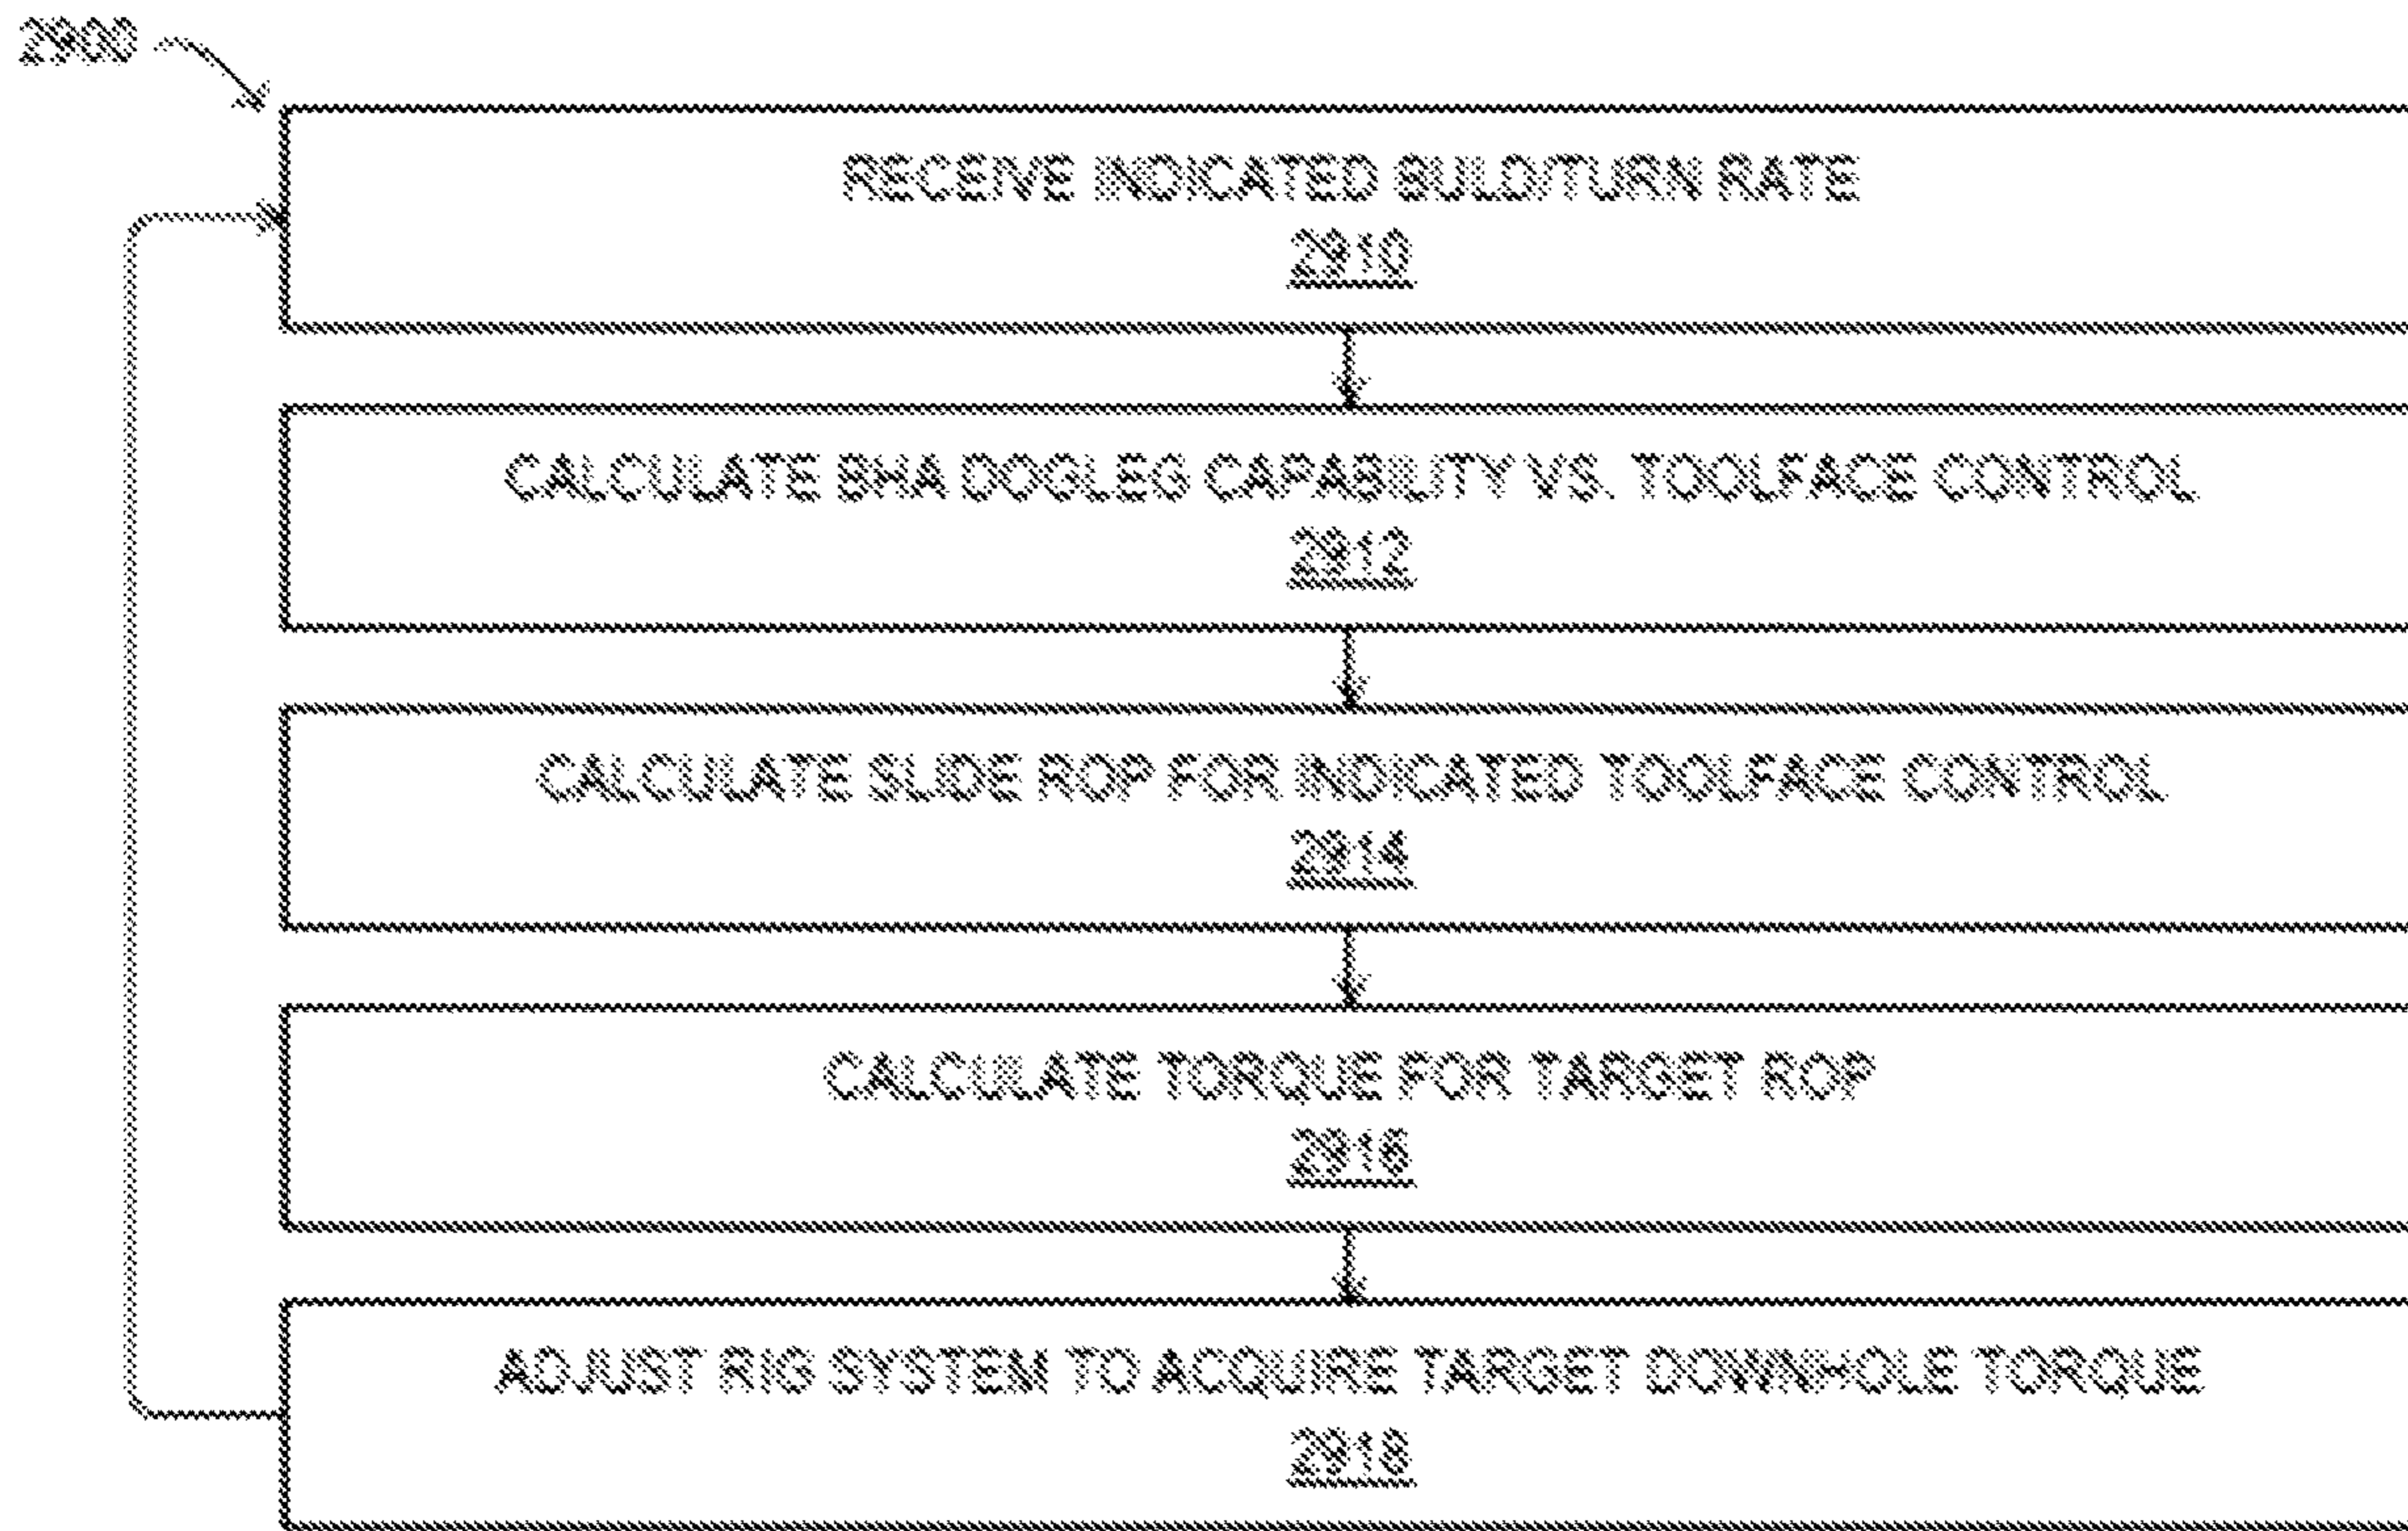 2900
RECEIVE INDICATED BUILD/TURN RATE
2910
CALCULATE BHA DOGLEG CAPABILITY VS. TOOLFACE CONTROL
2912
CALCULATE SLIDE ROP FOR INDICATED TOOLFACE CONTROL
2914
CALCULATE TORQUE FOR TARGET ROP
2916
ADJUST RIG SYSTEM TO ACQUIRE TARGET DOWNHOLE TORQUE
2918